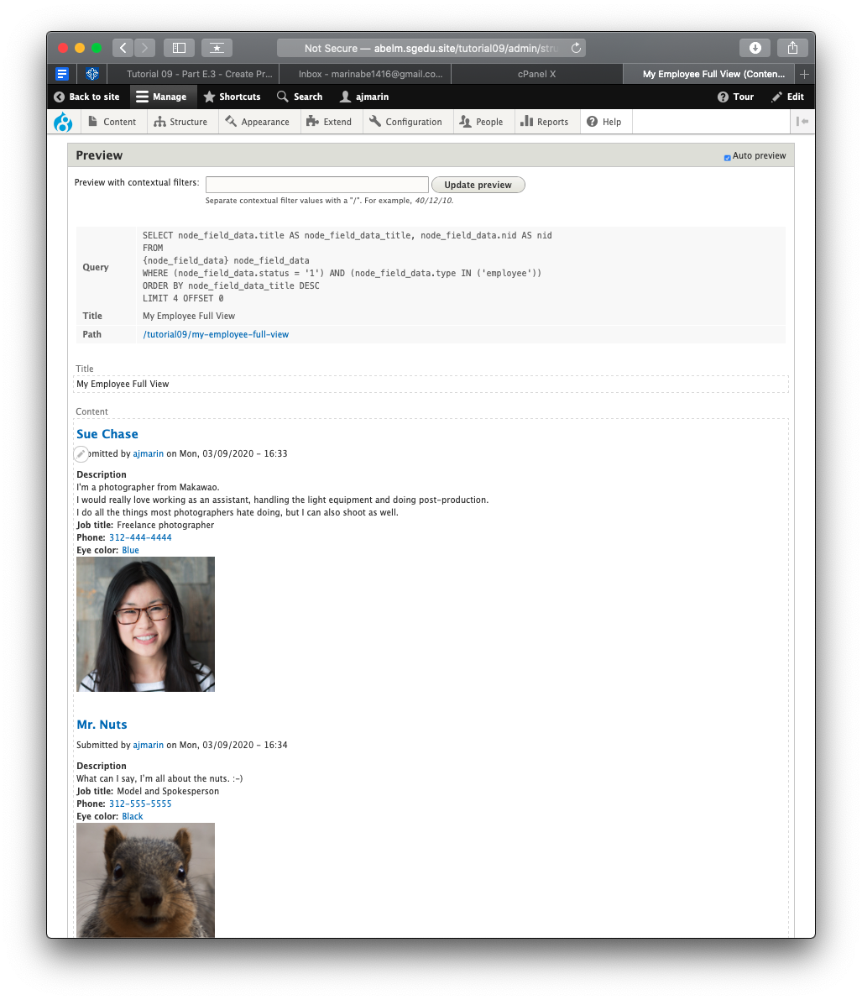 Not Secure — abelm.sgedu.site/tutorial09/admin/stru
Tutorial 09 - Part E.3 - Create Pr...
Inbox - marinabe1416@gmail.co...
cPanel X
My Employee Full View (Conten...
Back to site
Manage
Shortcuts
Search
ajmarin
Tour
Edit
Content
Structure
Appearance
Extend
Configuration
People
Reports
Help
Preview
Auto preview
Preview with contextual filters:
Update preview
Separate contextual filter values with a "/". For example, 40/12/10.
Query
SELECT node_field_data.title AS node_field_data_title, node_field_data.nid AS nid
FROM
{node_field_data} node_field_data
WHERE (node_field_data.status = '1') AND (node_field_data.type IN ('employee'))
ORDER BY node_field_data_title DESC
LIMIT 4 OFFSET 0
Title My Employee Full View
Path /tutorial09/my-employee-full-view
Title
My Employee Full View
Content
Sue Chase
bmitted by ajmarin on Mon, 03/09/2020 - 16:33
Description
I'm a photographer from Makawao.
I would really love working as an assistant, handling the light equipment and doing post-production.
I do all the things most photographers hate doing, but I can also shoot as well.
Job title: Freelance photographer
Phone: 312-444-4444
Eye color: Blue
Mr. Nuts
Submitted by ajmarin on Mon, 03/09/2020 - 16:34
Description
What can I say, I'm all about the nuts. :-)
Job title: Model and Spokesperson
Phone: 312-555-5555
Eye color: Black